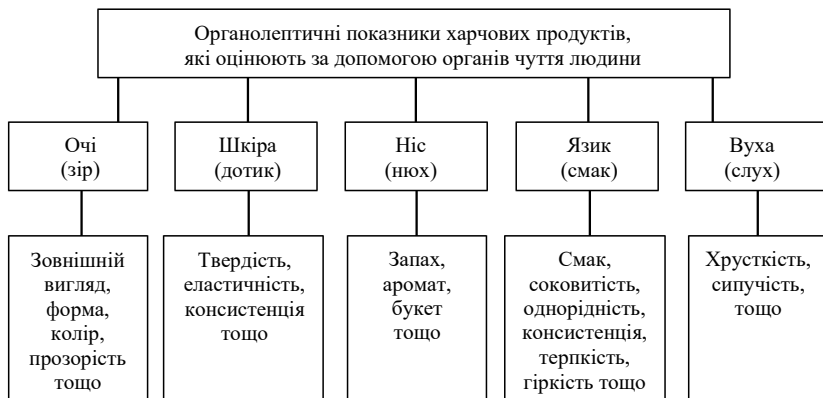 Органолептичні показники харчових продуктів,
які оцінюють за допомогою органів чуття людини
Очі
(зір)
Шкіра
(дотик)
Ніс
(нюх)
Язик
(смак)
Вуха
(слух)
Зовнішній
вигляд,
форма,
колір,
прозорість
тощо
Твердість,
еластичність,
консистенція
тощо
Запах,
аромат,
букет
тощо
Смак,
соковитість,
однорідність,
консистенція,
терпкість,
гіркість тощо
Хрусткість,
сипучість,
тощо